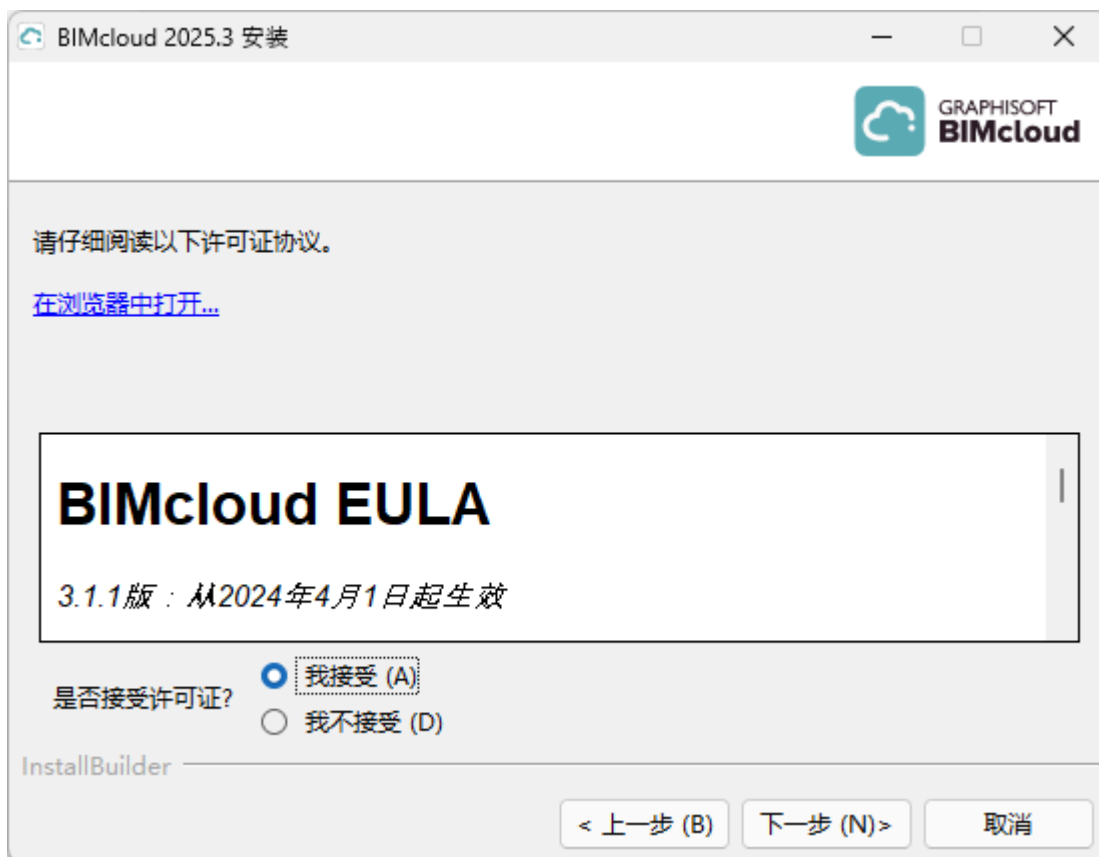 BIMcloud 2025.3 安装
GRAPHISOFT
BIMcloud
请仔细阅读以下许可证协议。
在浏览器中打开...
BIMcloud EULA
3.1.1版：从2024年4月1日起生效
是否接受许可证?
我接受 (A)
我不接受 (D)
InstallBuilder
< 上一步 (B)
下一步 (N)>
取消